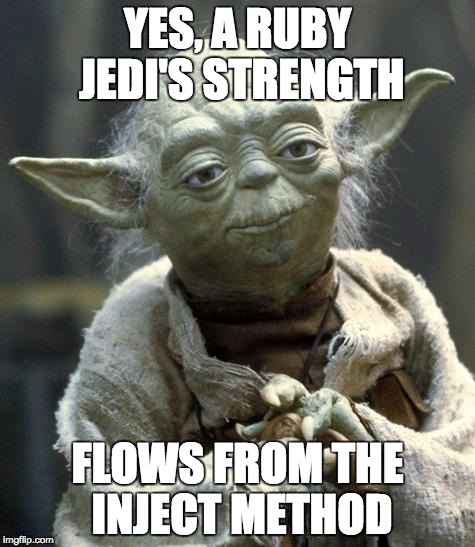 YES, A RUBY
JEDI'S STRENGTH
FLOWS FROM THE
INJECT METHOD
imgflip.com